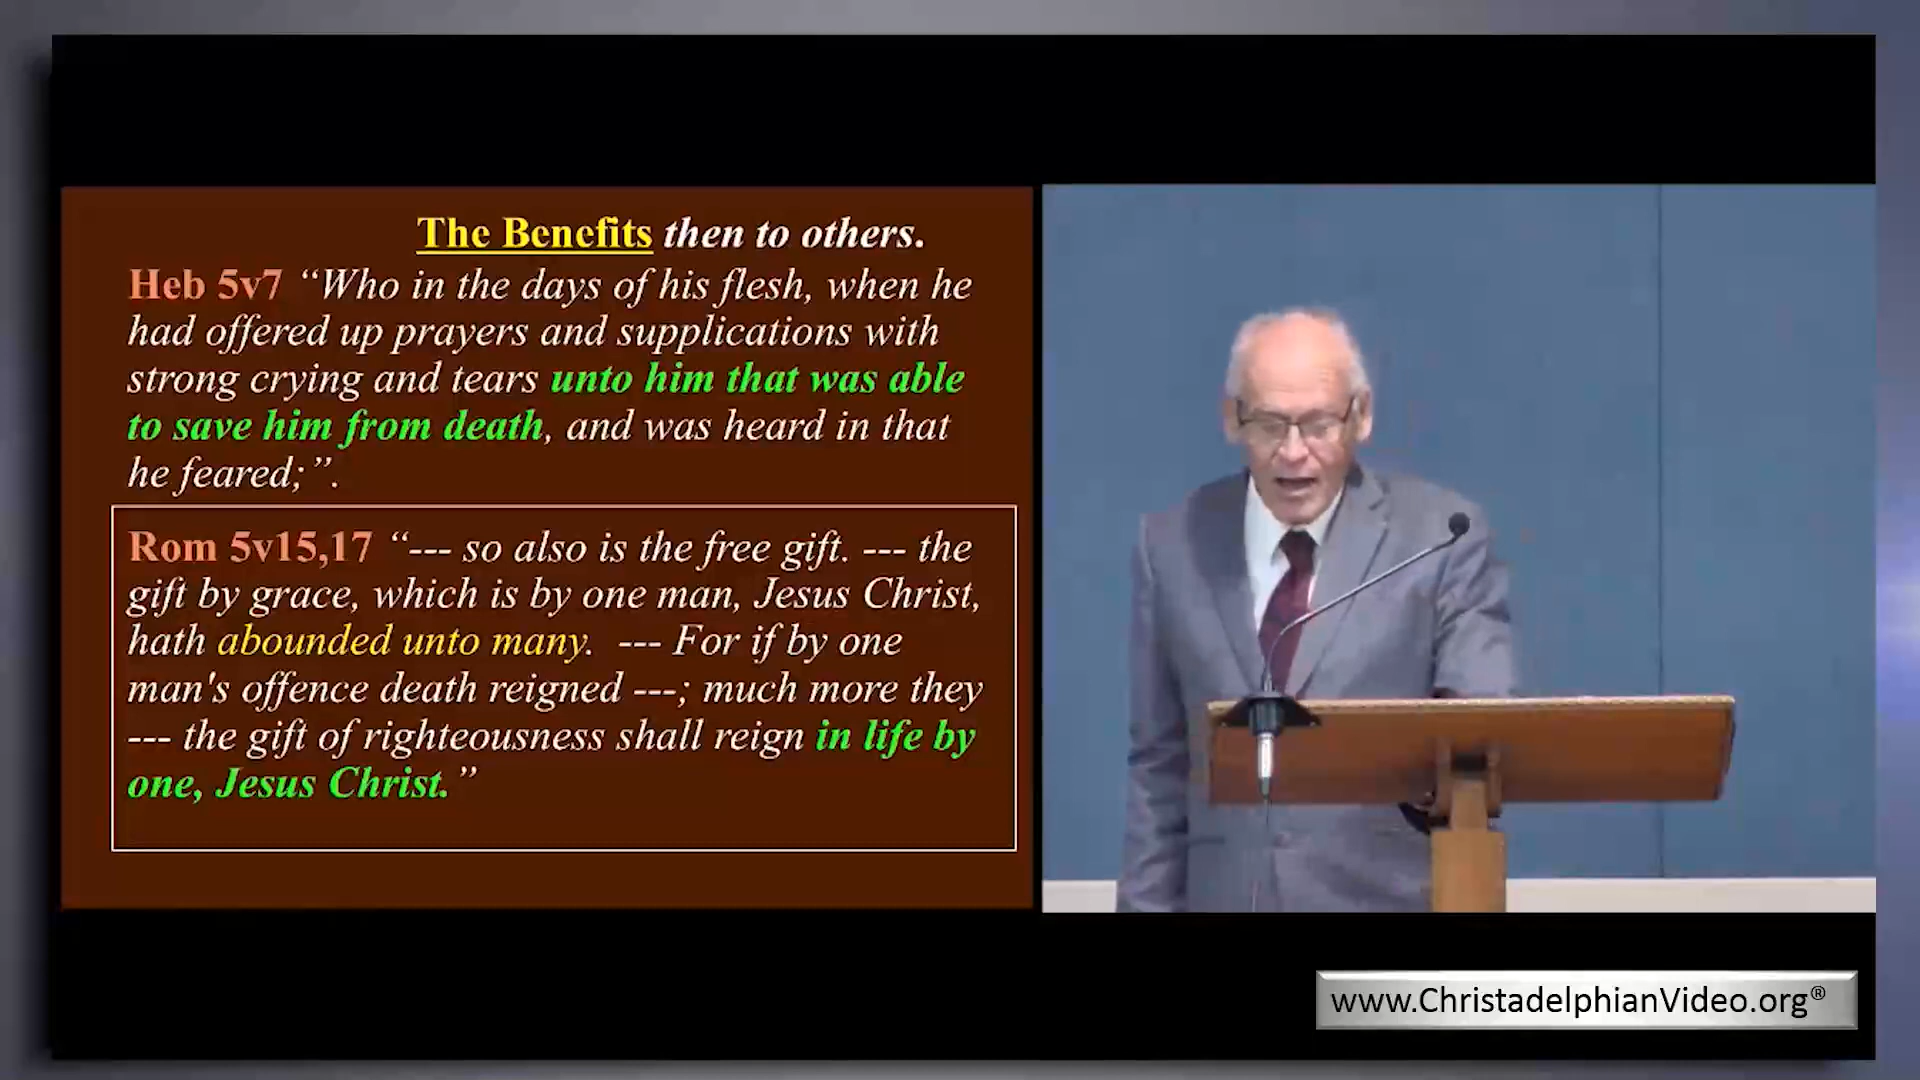 The Benefits then to others.
Heb 5v7 “Who in the days of his flesh, when he
had offered up prayers and supplications with
strong crying and tears unto him that was able
to save him from death, and was heard in that
he feared;”.
Rom 5v15,17 “--- so also is the free gift. --- the
gift by grace, which is by one man, Jesus Christ,
hath abounded unto many. --- For if by one
man's offence death reigned ---; much more they
--- the gift of righteousness shall reign in life by
one, Jesus Christ.”
www.ChristadelphianVideo.org®